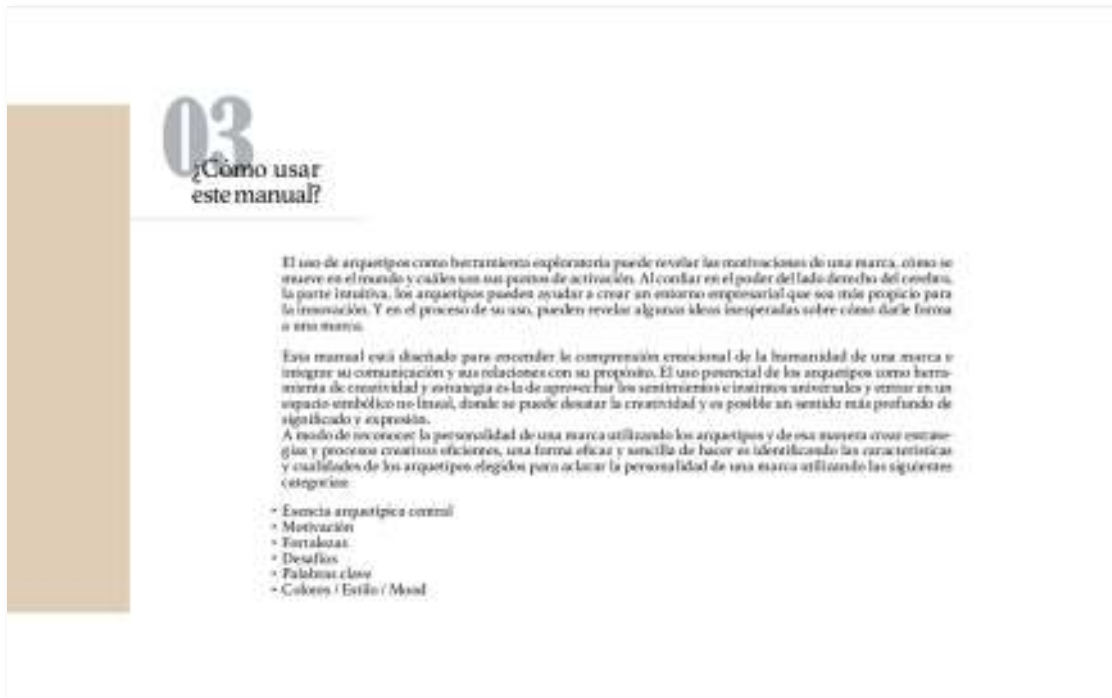 03
¿Cómo usar
este manual?
El uso de arquetipos como herramienta exploratoria puede revelar las motivaciones de una marca, cómo se
mueve en el mundo y cuáles son sus puntos de activación. Al confiar en el poder del lado derecho del cerebro,
la parte intuitiva, los arquetipos pueden ayudar a crear un entorno empresarial que sea más propicio para
la innovación. Y en el proceso de su uso, pueden revelar algunas ideas inesperadas sobre cómo darle forma
a una marca.
Esta manual está diseñado para encender la comprensión emocional de la humanidad de una marca e
integrar su comunicación y sus relaciones con su propósito. El uso potencial de los arquetipos como herra-
mienta de creatividad y estrategia es la de aprovechar los sentimientos e instintos universales y entrar en un
espacio simbólico no lineal, donde se puede desatar la creatividad y es posible un sentido más profundo de
significado y expresión.
A modo de reconocer la personalidad de una marca utilizando los arquetipos y de esa manera crear estrate-
gias y procesos creativos eficientes, una forma eficaz y sencilla de hacer es identificando las características
y cualidades de los arquetipos elegidos para aclarar la personalidad de una marca utilizando las siguientes
categorías:
• Esencia arquetípica central
• Motivación
• Fortalezas
• Desafíos
• Palabras clave
• Colores / Estilo / Mood